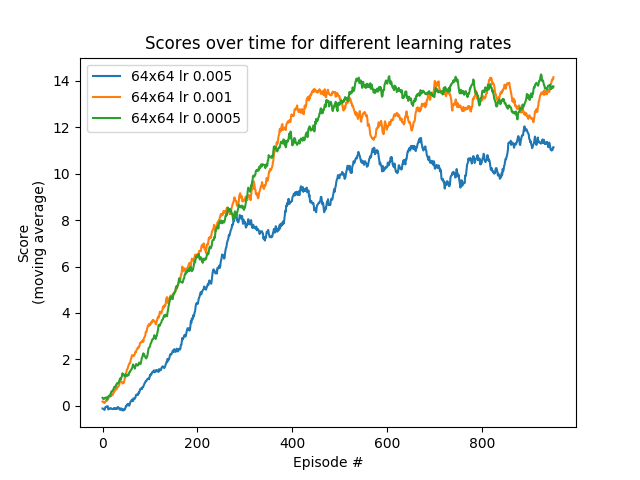 Scores over time for different learning rates
64x64 lr 0.005
64x64 lr 0.001
64x64 lr 0.0005
14
12
10
8
6
4
2
0
Score
(moving average)
0 200 400 600 800
Episode #